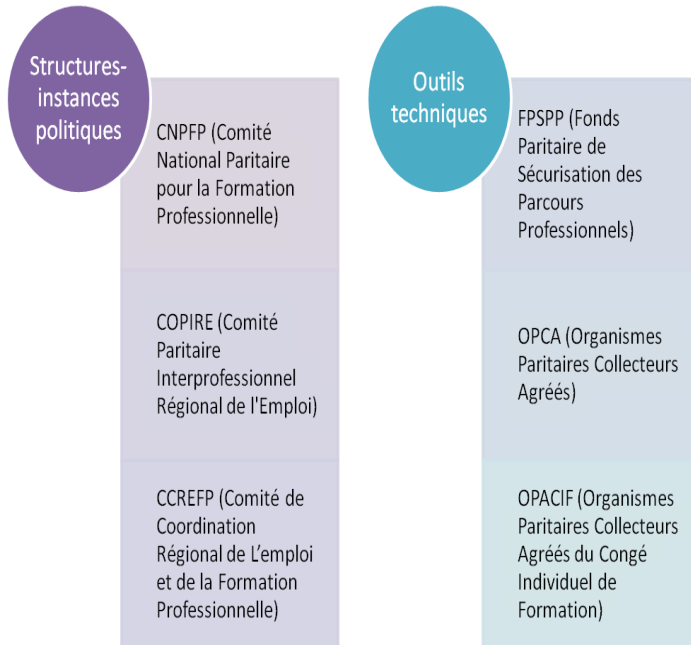 Structures-
instances
politiques
CNPFP (Comité
National Paritaire
pour la Formation
Professionnelle)
COPIRE (Comité
Paritaire
Interprofessionnel
Régional de l'Emploi)
CCREFP (Comité de
Coordination
Régional de L’emploi
et de la Formation
Professionnelle)
Outils
techniques
FPSPP (Fonds
Paritaire de
Sécurisation des
Parcours
Professionnels)
OPCA (Organismes
Paritaires Collecteurs
Agréés)
OPACIF (Organismes
Paritaires Collecteurs
Agréés du Congé
Individuel de
Formation)